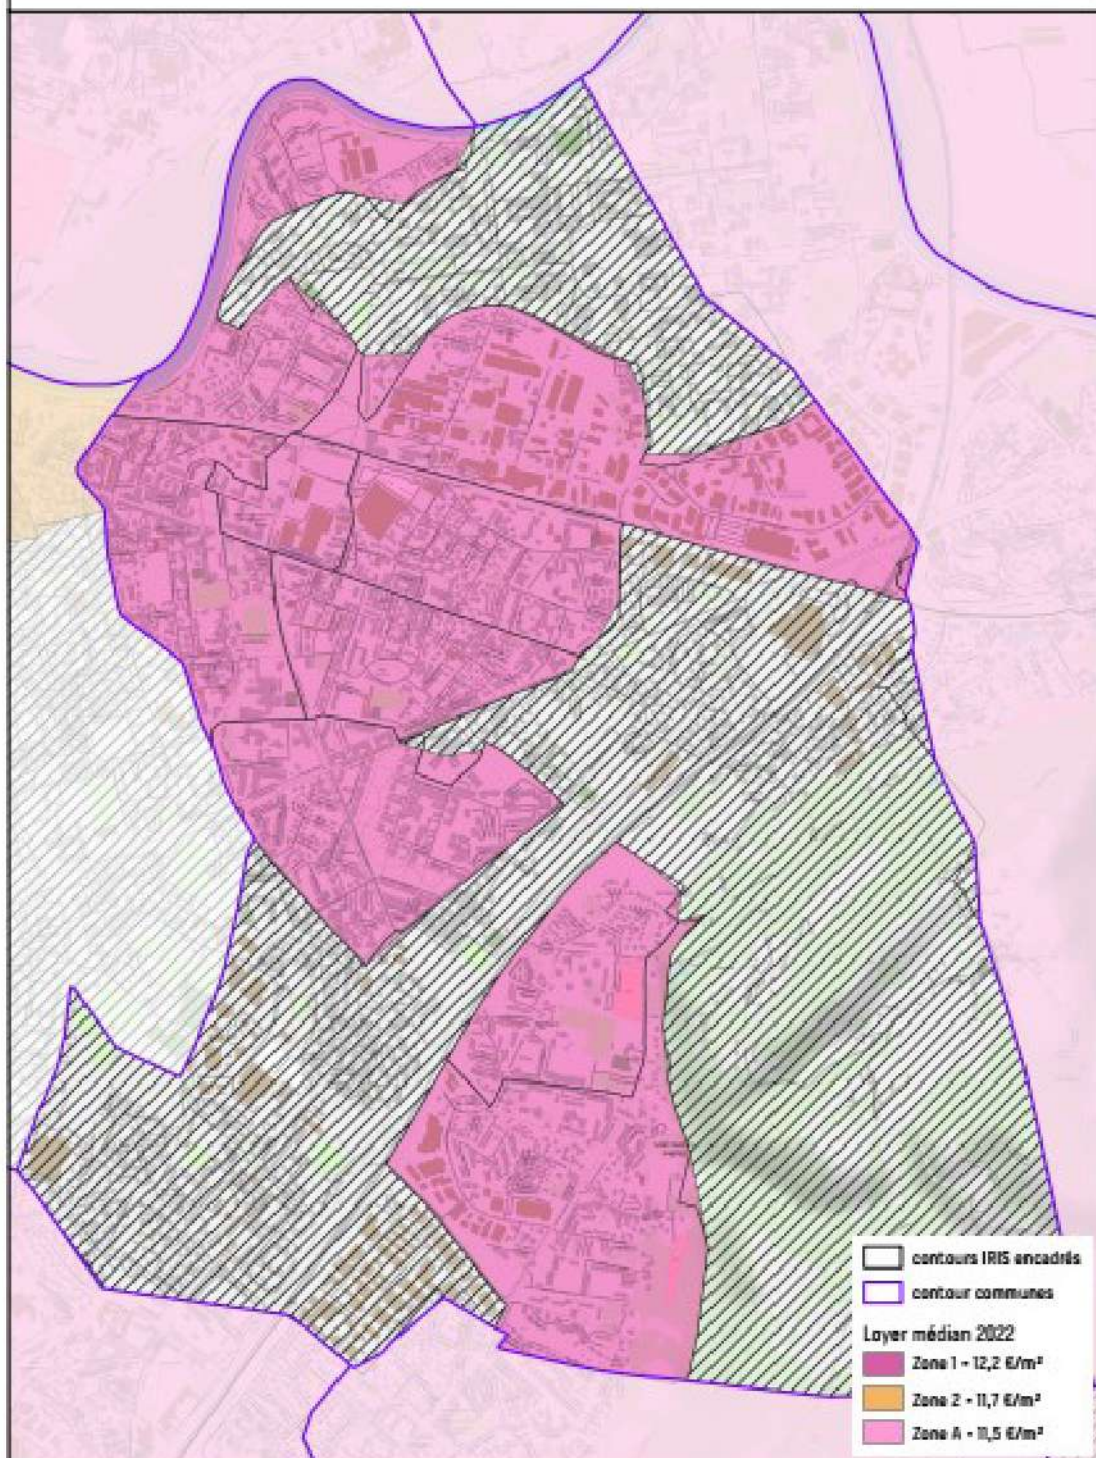 contours IRIS encadrés
contour communes
Loyer médian 2022
Zone 1 - 12,2 €/m²
Zone 2 - 11,7 €/m²
Zone A - 11,5 €/m²